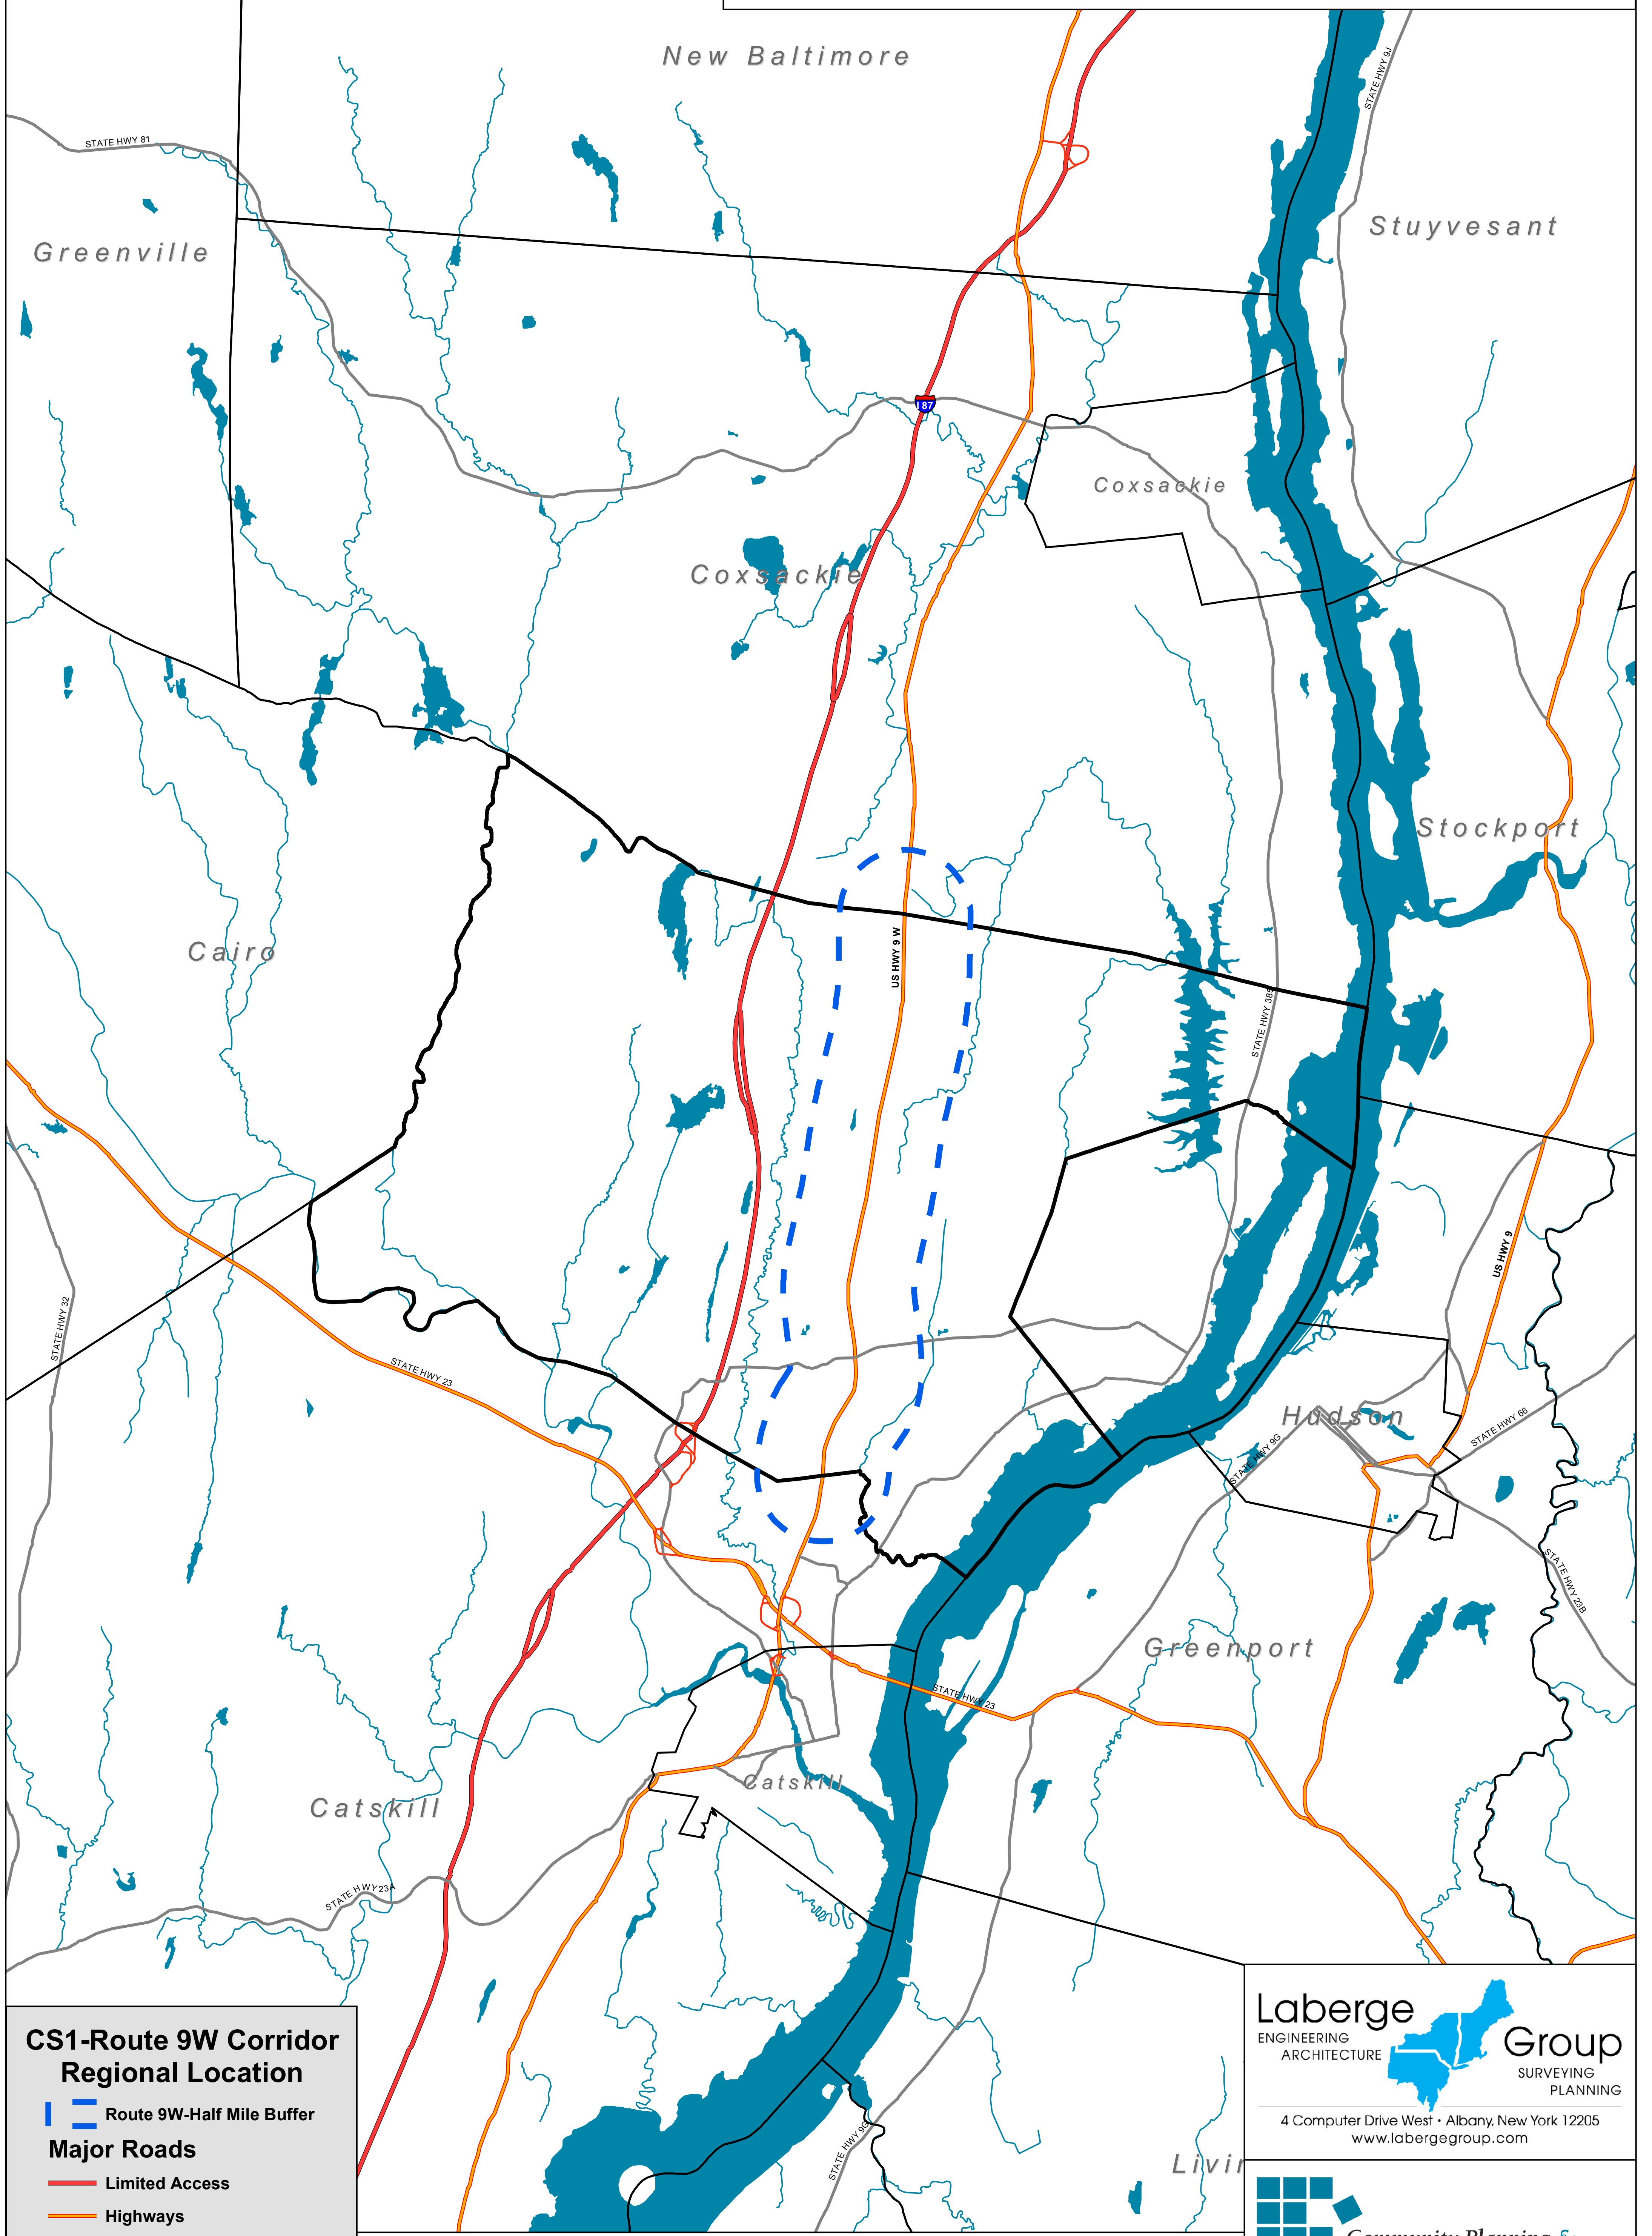 New Baltimore
STATE HWY 9J
STATE HWY 81
Stuyvesant
Greenville
87
Coxsackie
Coxsackie
Stockport
US HWY 9 W
Cairo
STATE HWY 385
US HWY 9
STATE HWY 32
STATE HWY 23
Hudson
STATE HWY 66
STATE HWY 9G
STATE HWY 23B
Greenport
STATE HWY 23
Catskill
Catskill
STATE HWY 23A
CS1-Route 9W Corridor
Regional Location
Route 9W-Half Mile Buffer
Major Roads
Limited Access
Highways
STATE HWY 9G
Livin
Laberge
Group
ENGINEERING
ARCHITECTURE
SURVEYING
PLANNING
4 Computer Drive West • Albany, New York 12205
www.labergegroup.com
Community Planning &